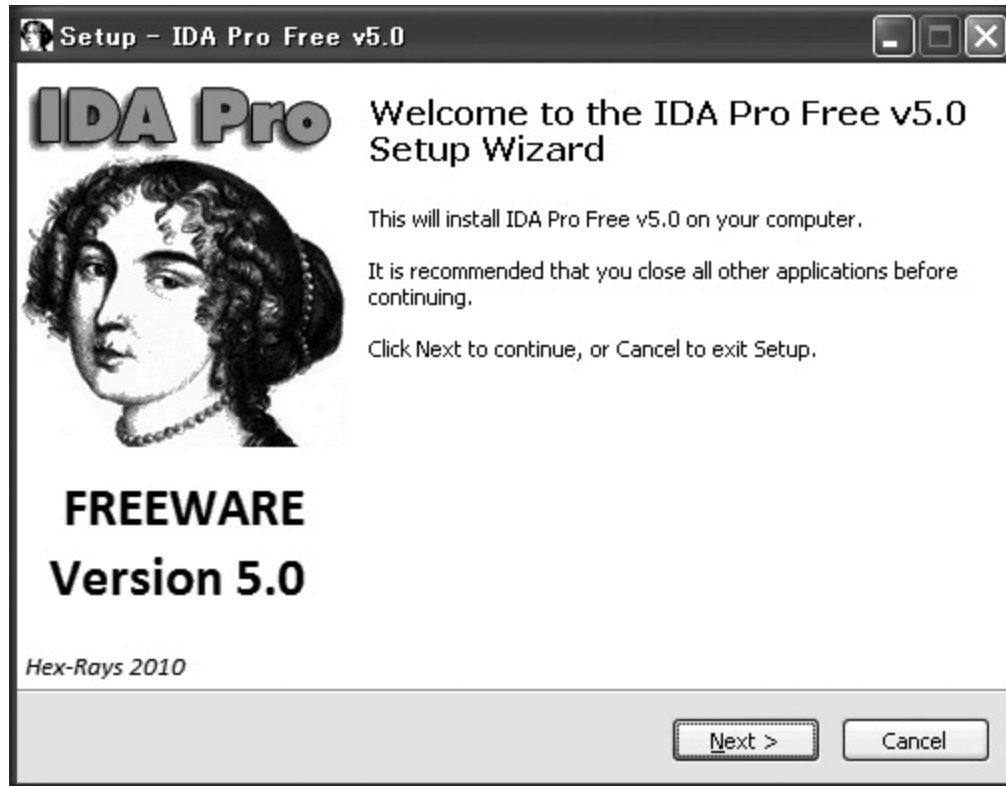 Setup - IDA Pro Free v5.0
IDA Pro
Welcome to the IDA Pro Free v5.0
Setup Wizard
This will install IDA Pro Free v5.0 on your computer.
It is recommended that you close all other applications before
continuing.
Click Next to continue, or Cancel to exit Setup.
FREEWARE
Version 5.0
Hex-Rays 2010
Next >
Cancel